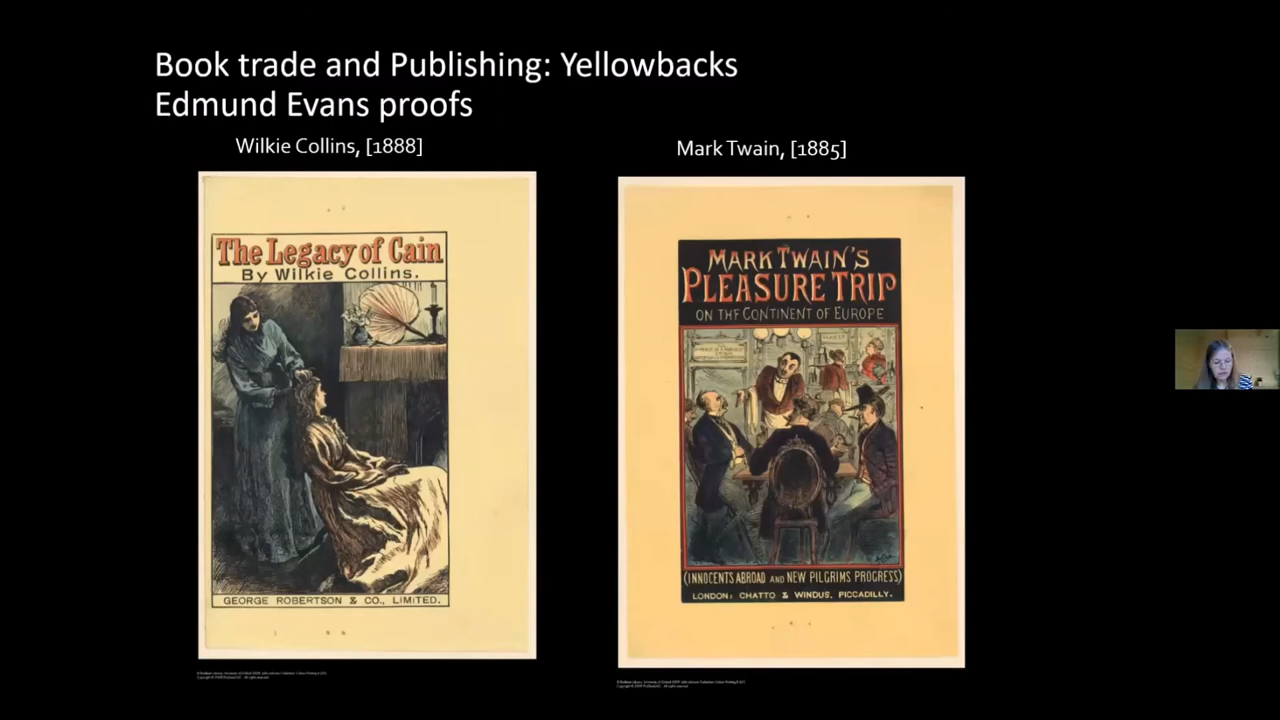 Book trade and Publishing: Yellowbacks
Edmund Evans proofs
Wilkie Collins, [1888]
Mark Twain, [1885]
The Legacy of Cain
By Wilkie Collins.
GEORGE ROBERTSON & CO., LIMITED.
MARK TWAIN'S
PLEASURE TRIP
ON THE CONTINENT OF EUROPE
(INNOCENTS ABROAD AND NEW PILGRIMS PROGRESS)
LONDON: CHATTO & WINDUS, PICCADILLY.